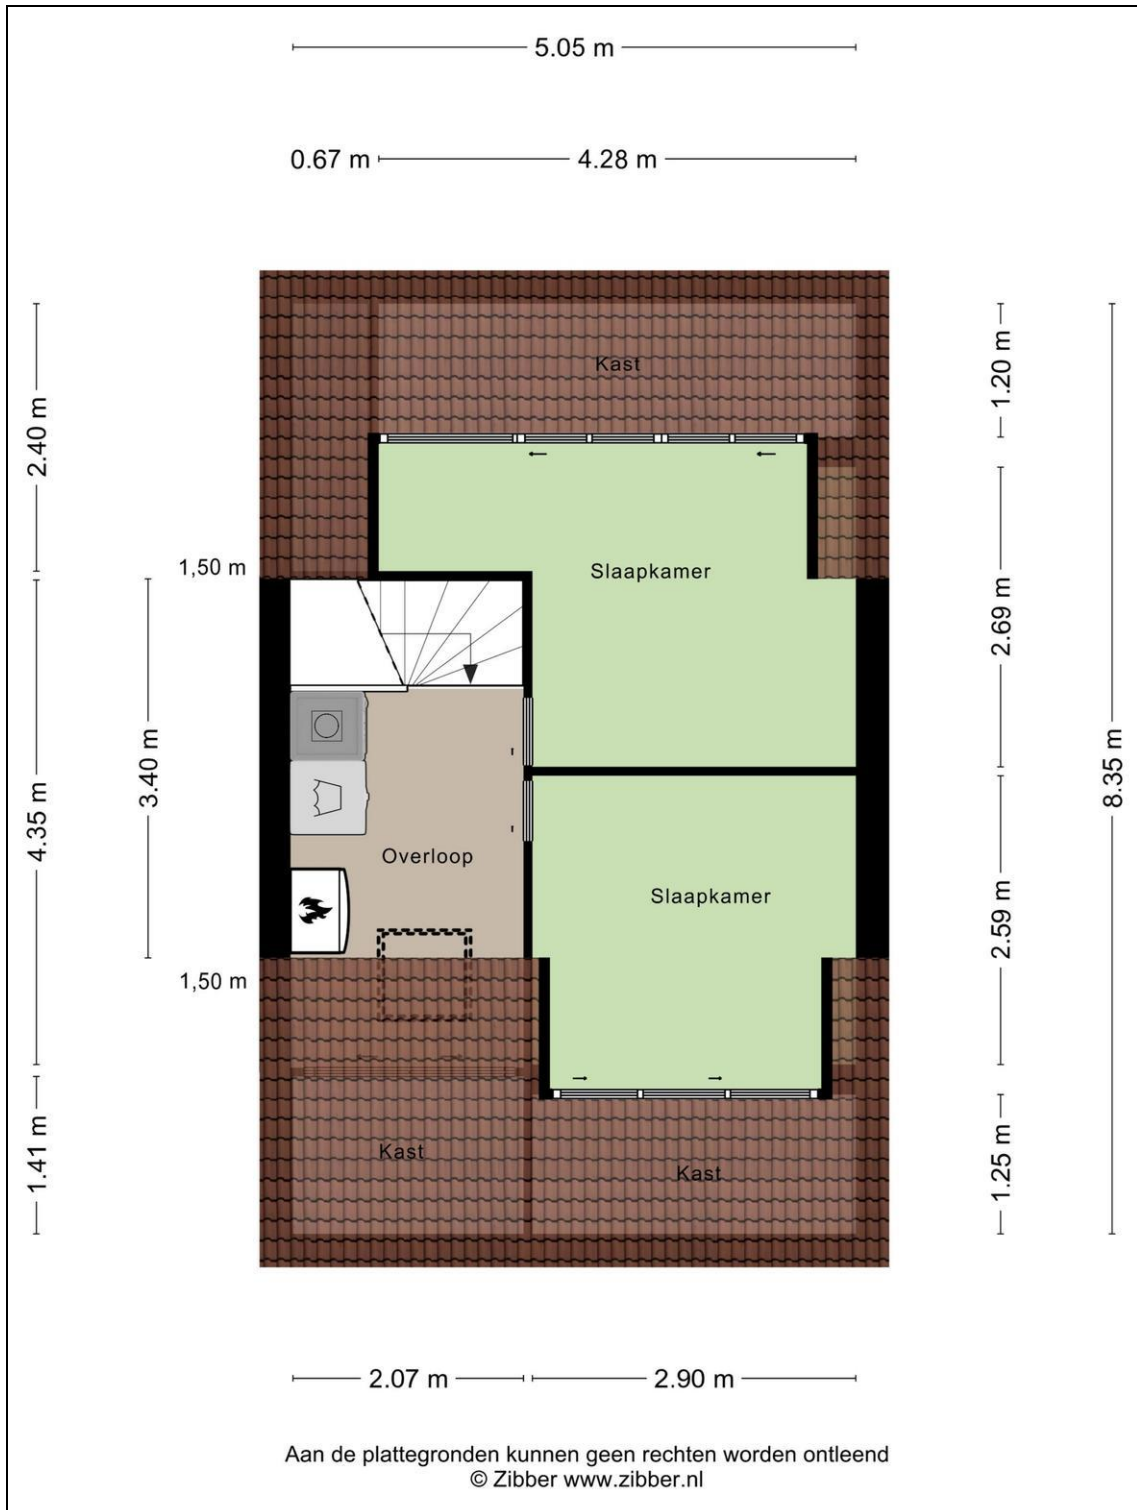 5.05 m
0.67 m
4.28 m
Kast
1.20 m
2.40 m
1,50 m
Slaapkamer
2.69 m
3.40 m
4.35 m
8.35 m
Overloop
Slaapkamer
2.59 m
1,50 m
1.41 m
Kast
Kast
1.25 m
2.07 m
2.90 m
Aan de plattegronden kunnen geen rechten worden ontleend
© Zibber www.zibber.nl